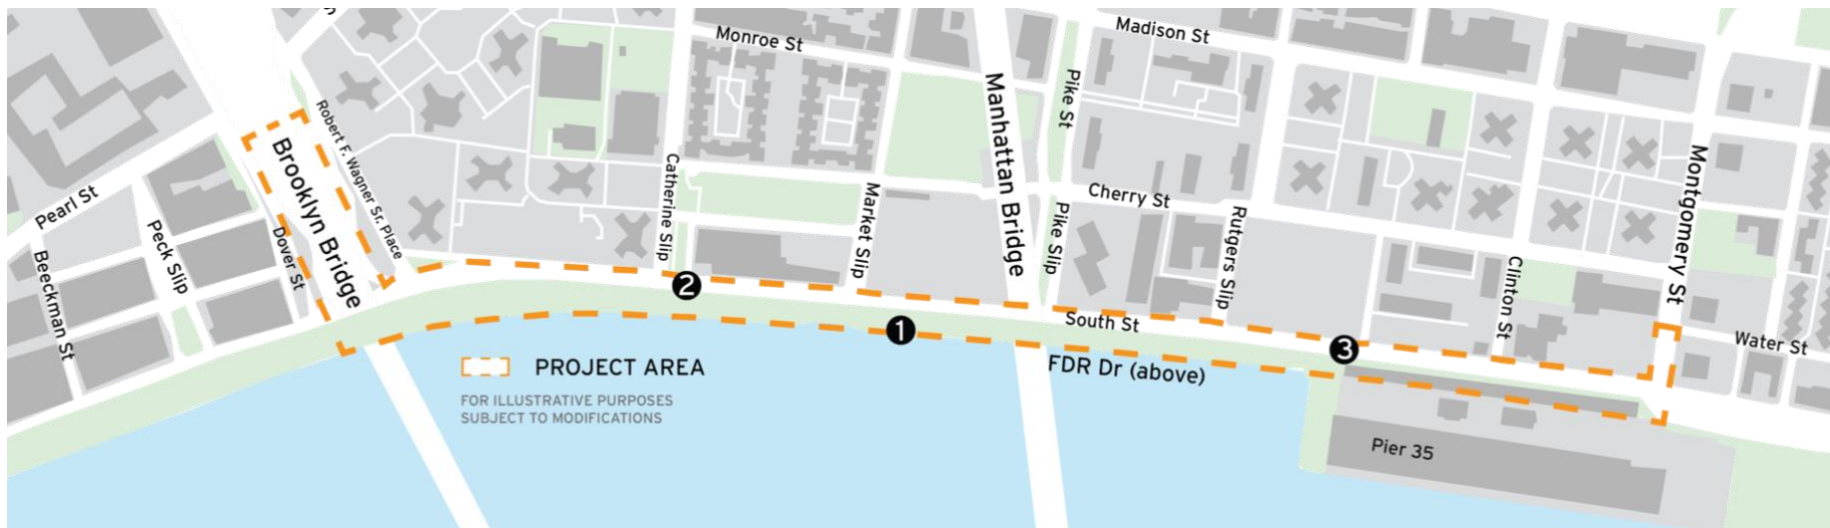 Monroe St
Madison St
Pike St
Manhattan Bridge
Robert F. Wagner Sr. Place
Brooklyn Bridge
Catherine Slip
Market Slip
Cherry St
Montgomery St
Pearl St
Peck Slip
Dover St
Beeckman St
Pike Slip
Rutgers Slip
Clinton St
2
1
South St
3
Water St
FDR Dr (above)
PROJECT AREA
FOR ILLUSTRATIVE PURPOSES
SUBJECT TO MODIFICATIONS
Pier 35